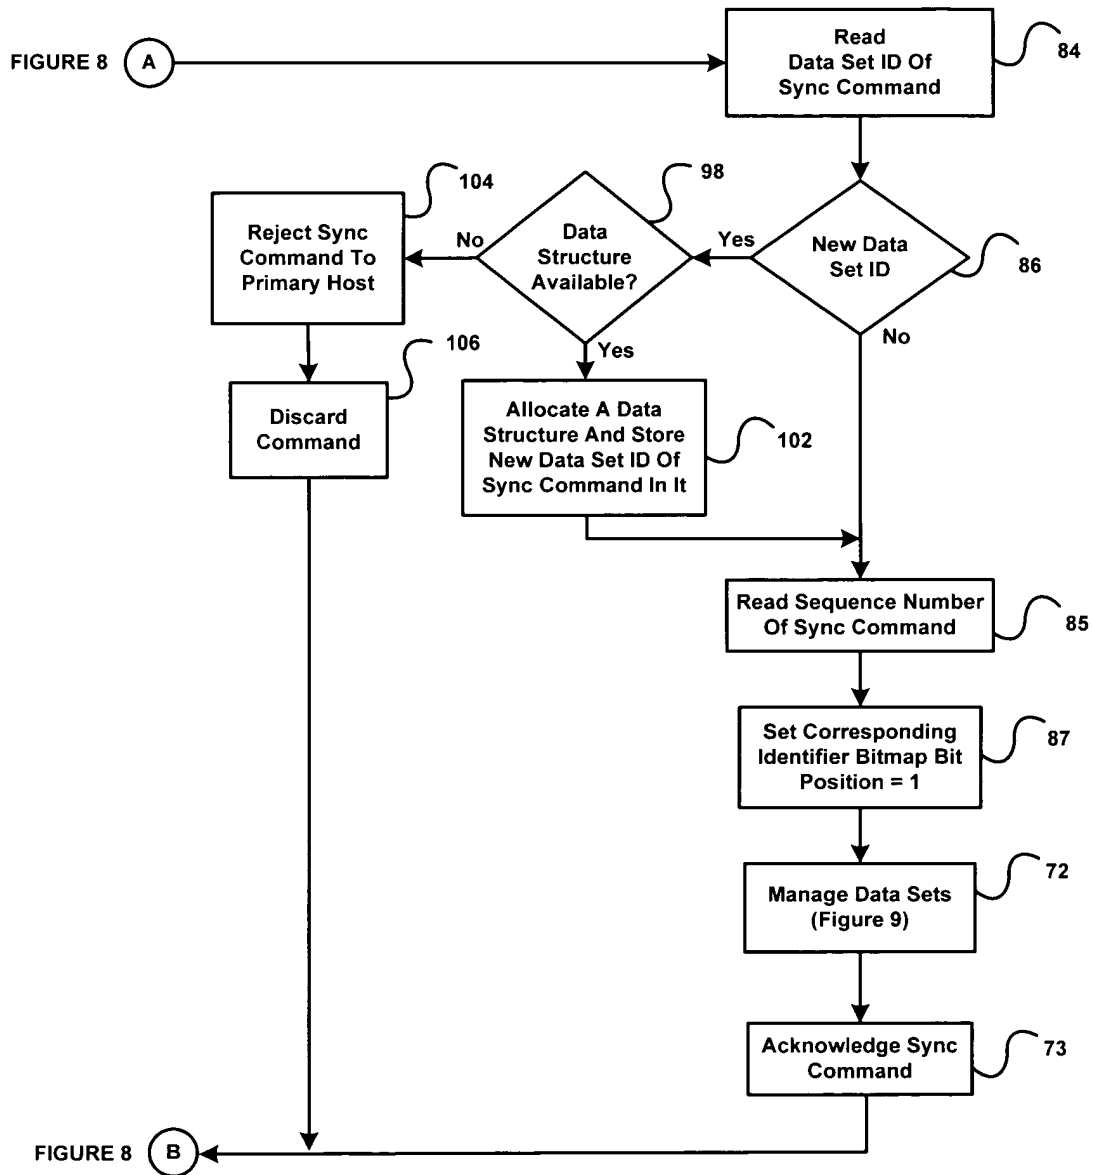 FIGURE 8
A
Read
Data Set ID Of
Sync Command
84
New Data
Set ID
86
Yes
No
Data
Structure
Available?
98
No
Yes
Reject Sync
Command To
Primary Host
104
Discard
Command
106
Allocate A Data
Structure And Store
New Data Set ID Of
Sync Command In It
102
Read Sequence Number
Of Sync Command
85
Set Corresponding
Identifier Bitmap Bit
Position = 1
87
Manage Data Sets
(Figure 9)
72
Acknowledge Sync
Command
73
FIGURE 8
B